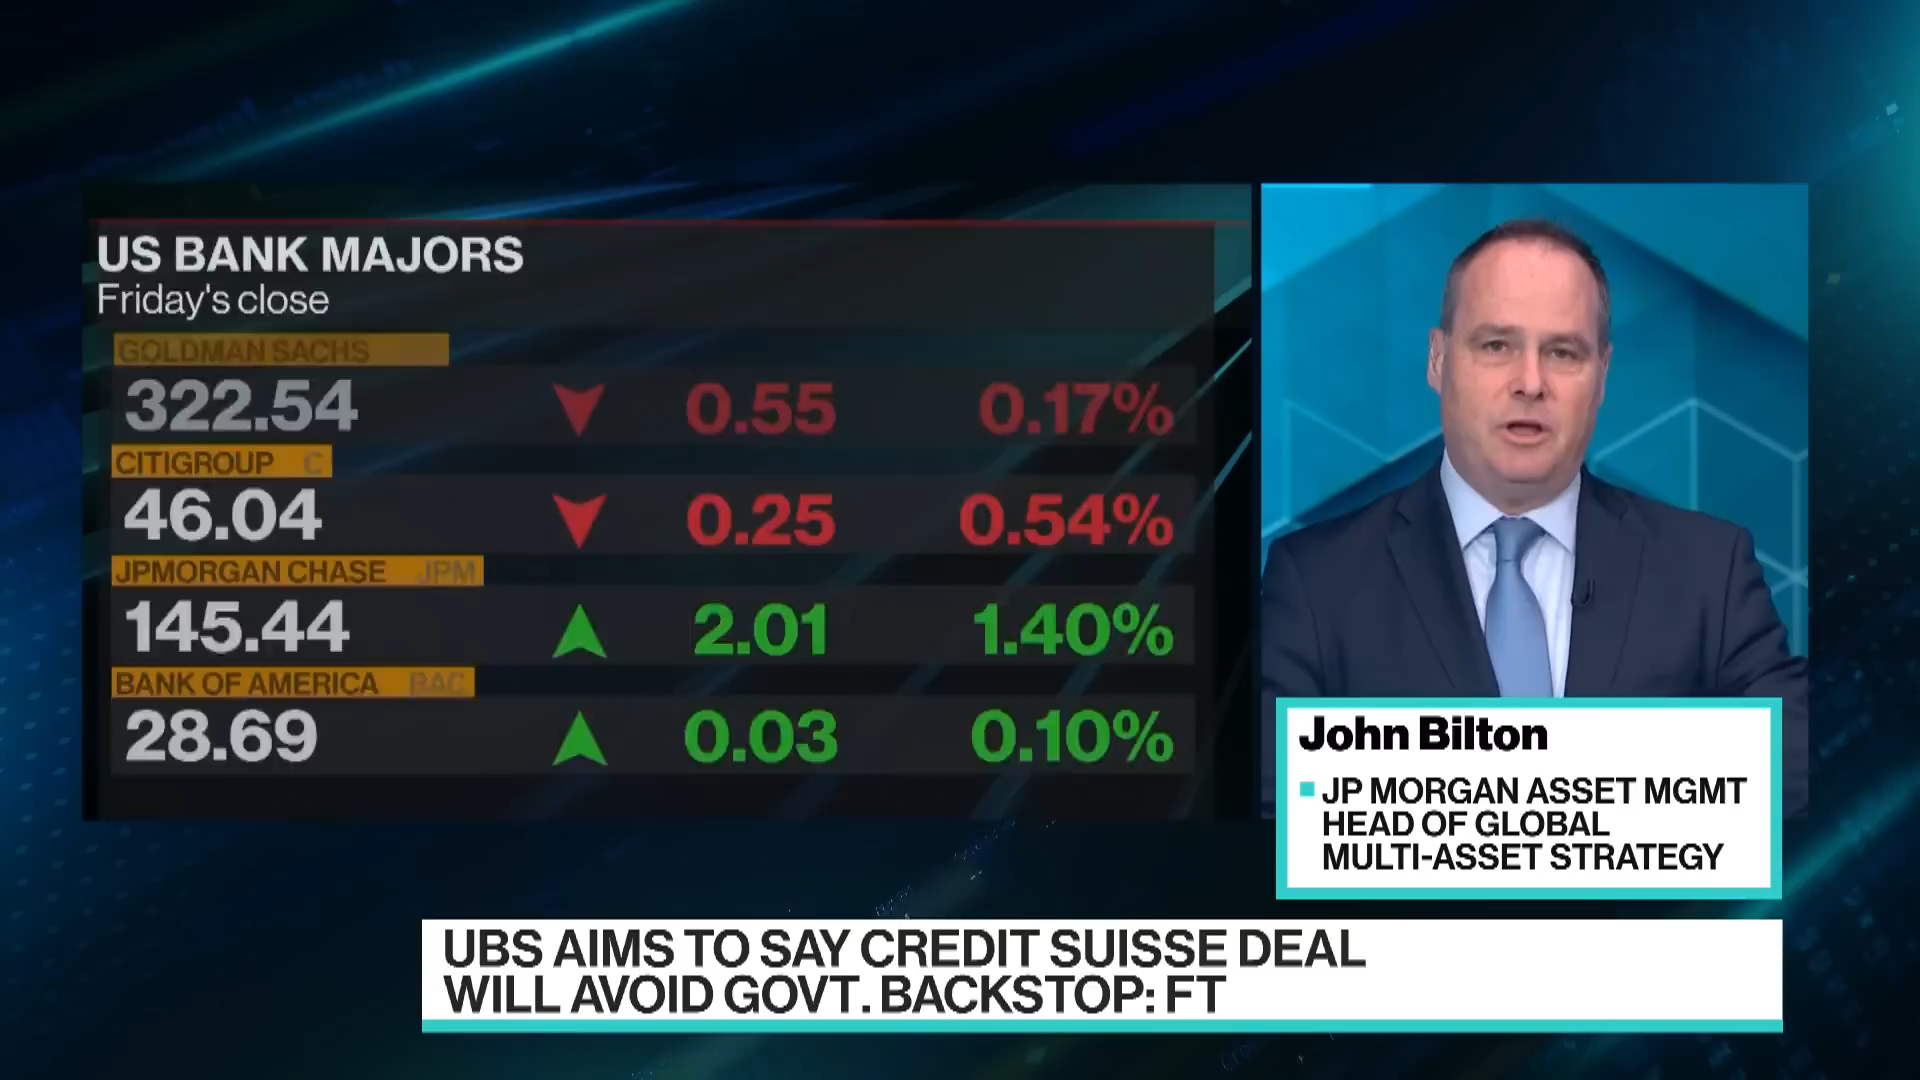 US BANK MAJORS
Friday's close
GOLDMAN SACHS
322.54 0.55 0.17%
CITIGROUP C
46.04 0.25 0.54%
JPMORGAN CHASE JPM
145.44 2.01 1.40%
BANK OF AMERICA BAC
28.69 0.03 0.10%
John Bilton
JP MORGAN ASSET MGMT
HEAD OF GLOBAL
MULTI-ASSET STRATEGY
UBS AIMS TO SAY CREDIT SUISSE DEAL
WILL AVOID GOVT. BACKSTOP: FT